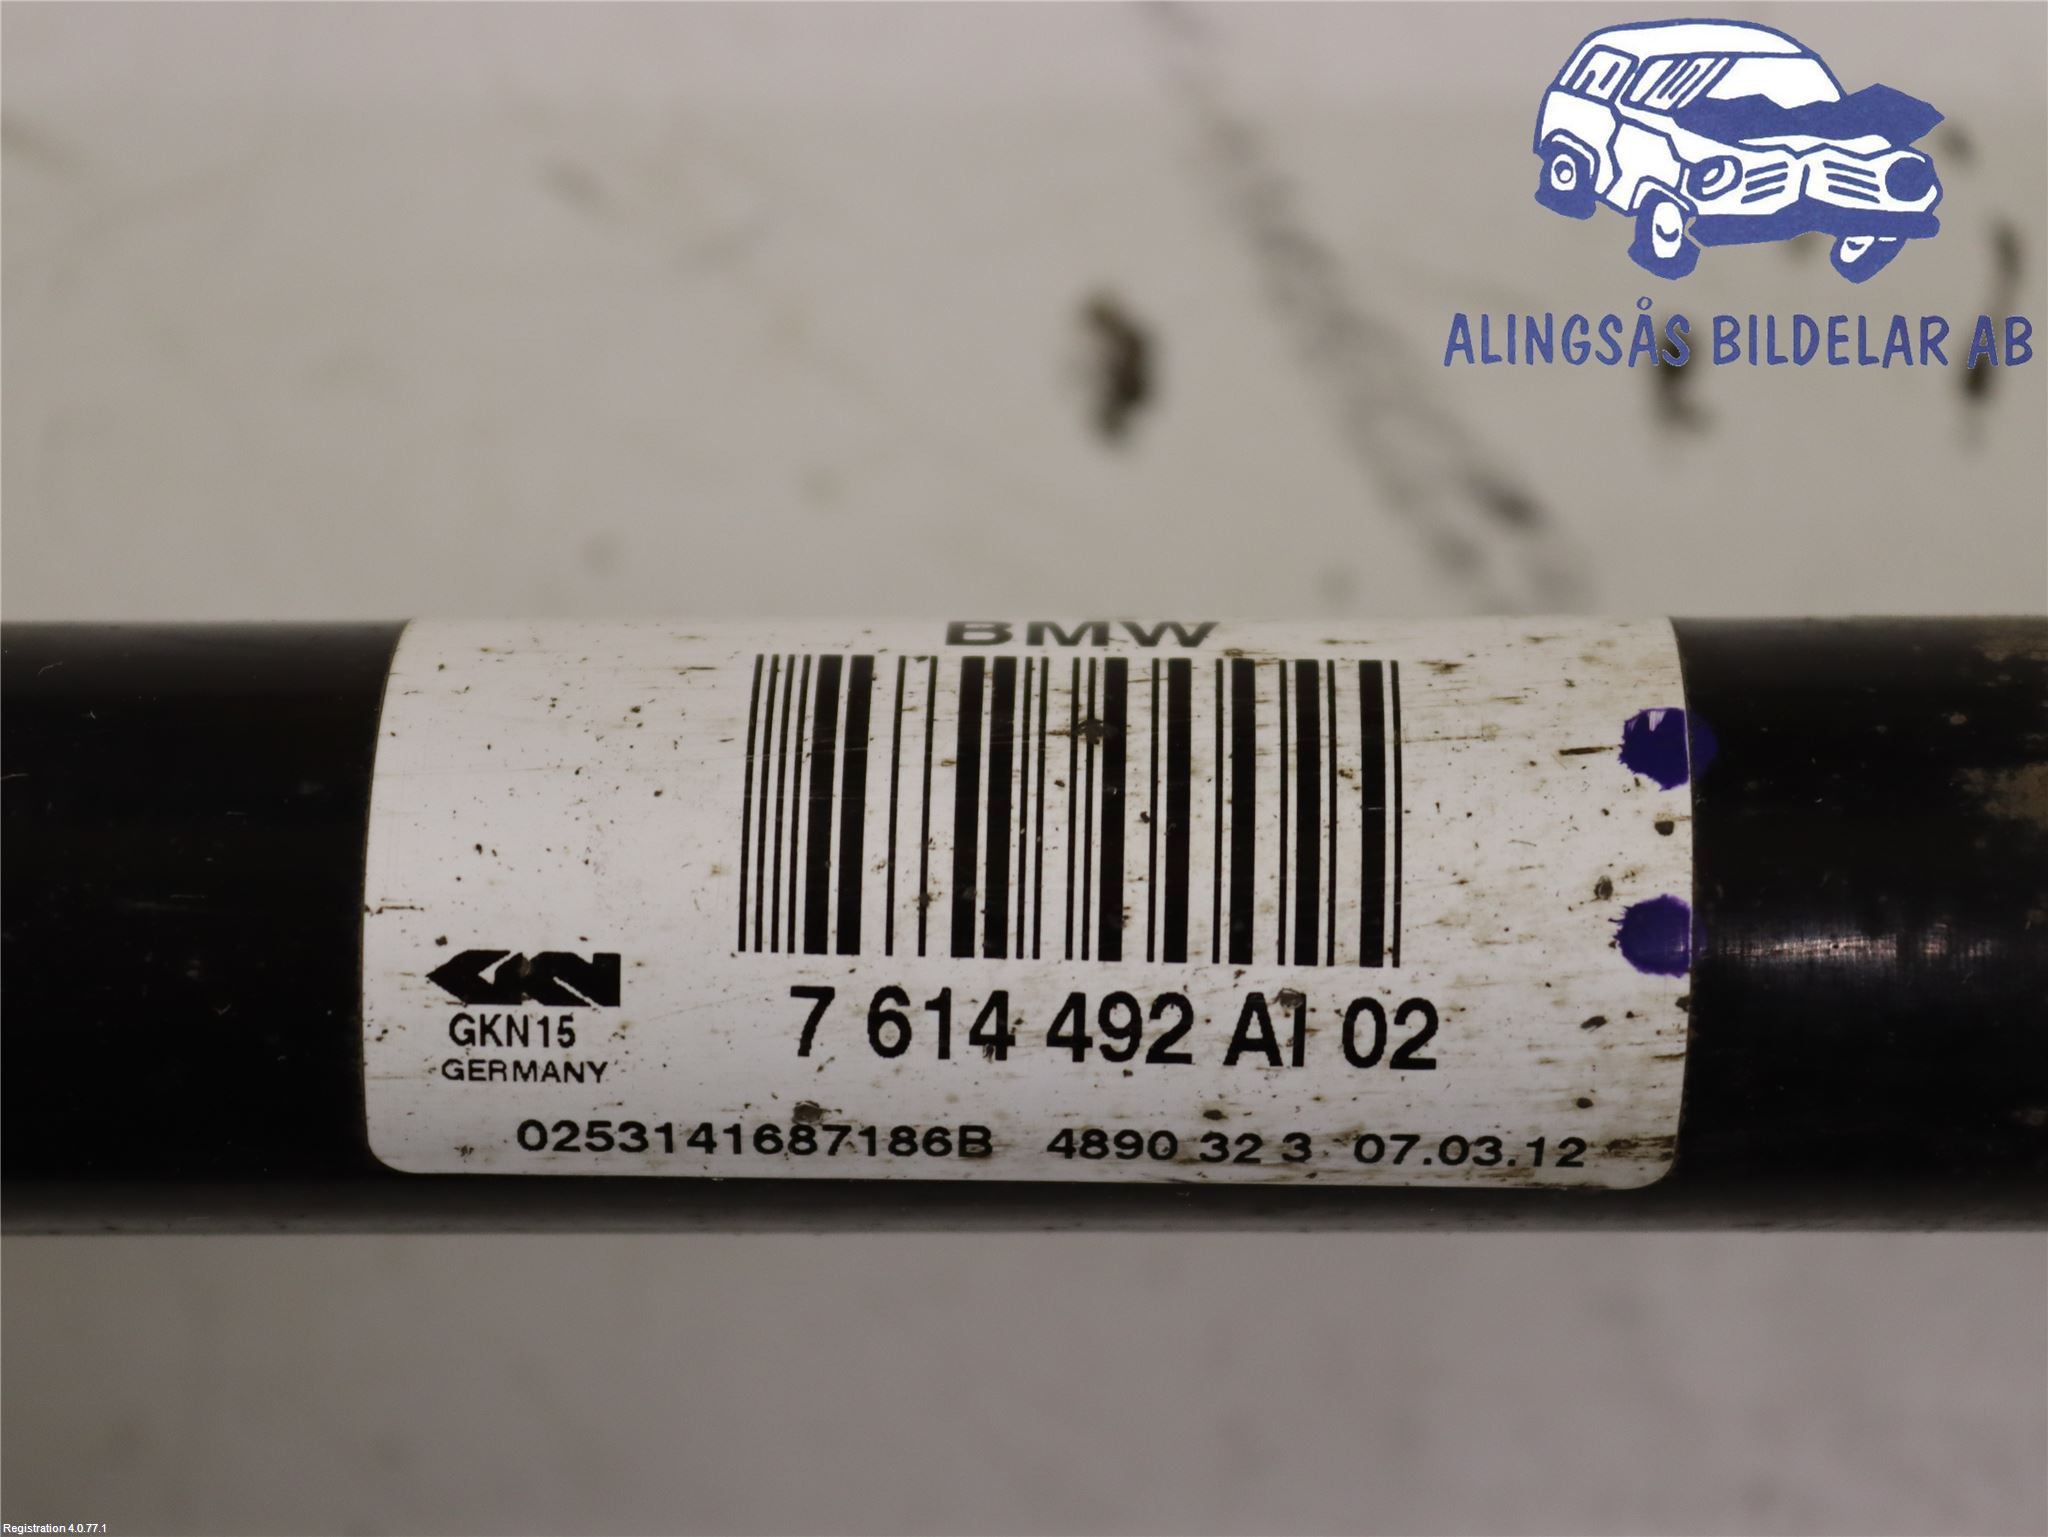 ALINGSÅS BILDELAR AB
BMW
7 614 492 AI 02
GKN
GKN15
GERMANY
0253141687186B 4890 32 3 07.03.12
Registration 4.0.77.1